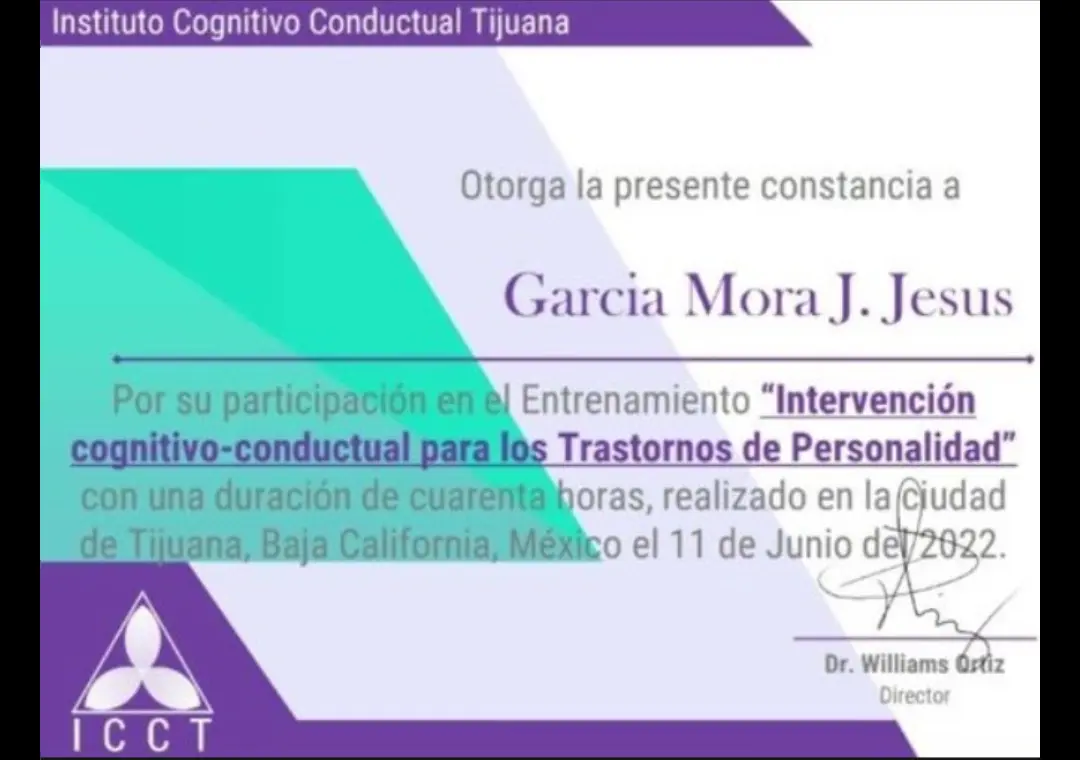 Instituto Cognitivo Conductual Tijuana
Otorga la presente constancia a
Garcia Mora J. Jesus
Por su participación en el Entrenamiento “Intervención
cognitivo-conductual para los Trastornos de Personalidad”
con una duración de cuarenta horas, realizado en la ciudad
de Tijuana, Baja California, México el 11 de Junio del 2022.
Dr. Williams Ortiz
Director
ICCT